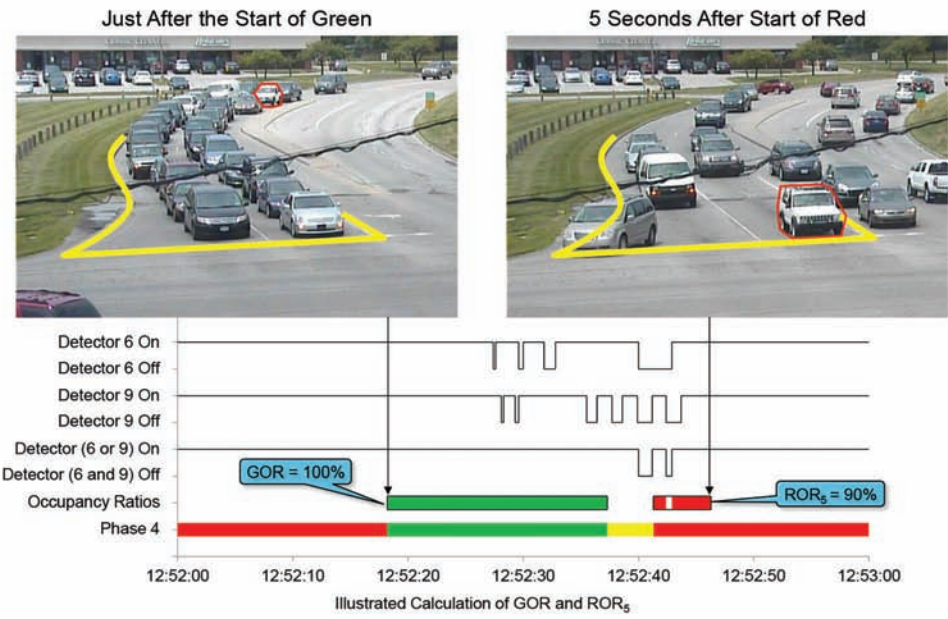 Just After the Start of Green
5 Seconds After Start of Red
Detector 6 On
Detector 6 Off
Detector 9 On
Detector 9 Off
Detector (6 or 9) On
Detector (6 and 9) Off
GOR = 100%
Occupancy Ratios
ROR₅ = 90%
Phase 4
12:52:00 12:52:10 12:52:20 12:52:30 12:52:40 12:52:50 12:53:00
Illustrated Calculation of GOR and ROR₅